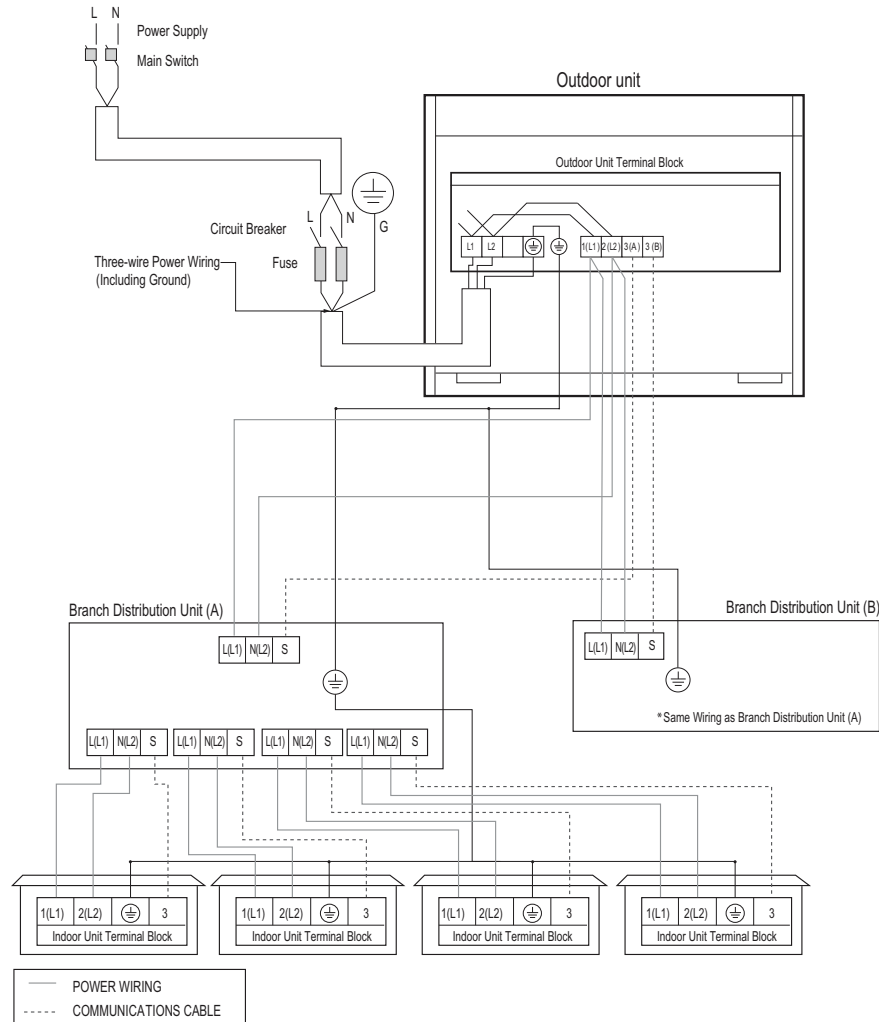 L N
Power Supply
Main Switch
Outdoor unit
Outdoor Unit Terminal Block
L N
G
Circuit Breaker
Fuse
Three-wire Power Wiring
(Including Ground)
L1 L2 1(L1) 2(L2) 3(A) 3 (B)
Branch Distribution Unit (A)
L(L1) N(L2) S
Branch Distribution Unit (B)
L(L1) N(L2) S
*Same Wiring as Branch Distribution Unit (A)
L(L1) N(L2) S L(L1) N(L2) S L(L1) N(L2) S L(L1) N(L2) S
1(L1) 2(L2) 3
Indoor Unit Terminal Block
1(L1) 2(L2) 3
Indoor Unit Terminal Block
1(L1) 2(L2) 3
Indoor Unit Terminal Block
1(L1) 2(L2) 3
Indoor Unit Terminal Block
POWER WIRING
COMMUNICATIONS CABLE